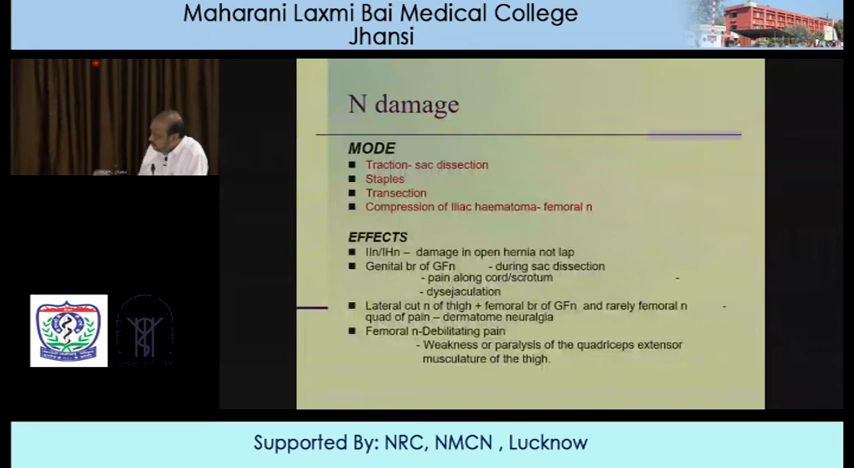 Maharani Laxmi Bai Medical College
Jhansi
N damage
MODE
Traction- sac dissection
Staples
Transection
Compression of Iliac haematoma- femoral n
EFFECTS
IIn/IHn – damage in open hernia not lap
Genital br of GFn - during sac dissection
- pain along cord/scrotum -
- dysejaculation
Lateral cut n of thigh + femoral br of GFn and rarely femoral n -
quad of pain – dermatome neuralgia
Femoral n-Debilitating pain
- Weakness or paralysis of the quadriceps extensor
musculature of the thigh.
Supported By: NRC, NMCN , Lucknow